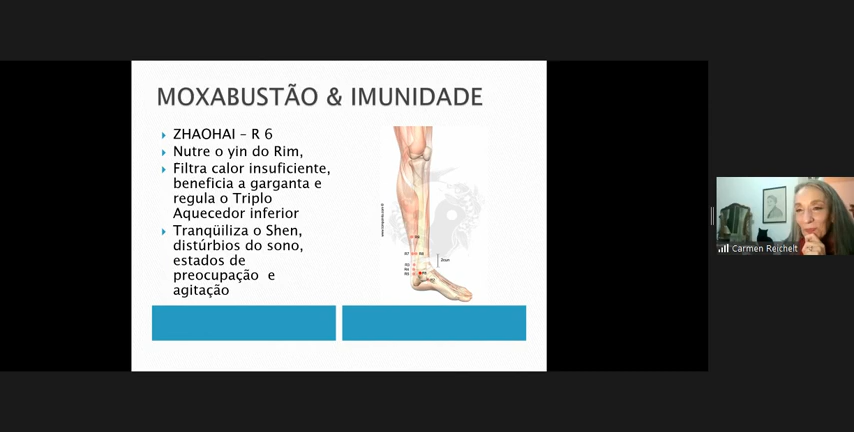 MOXABUSTÃO & IMUNIDADE
ZHAOHAI – R 6
Nutre o yin do Rim,
Filtra calor insuficiente,
beneficia a garganta e
regula o Triplo
Aquecedor inferior
Tranqüiliza o Shen,
distúrbios do sono,
estados de
preocupação e
agitação
Carmen Reichelt